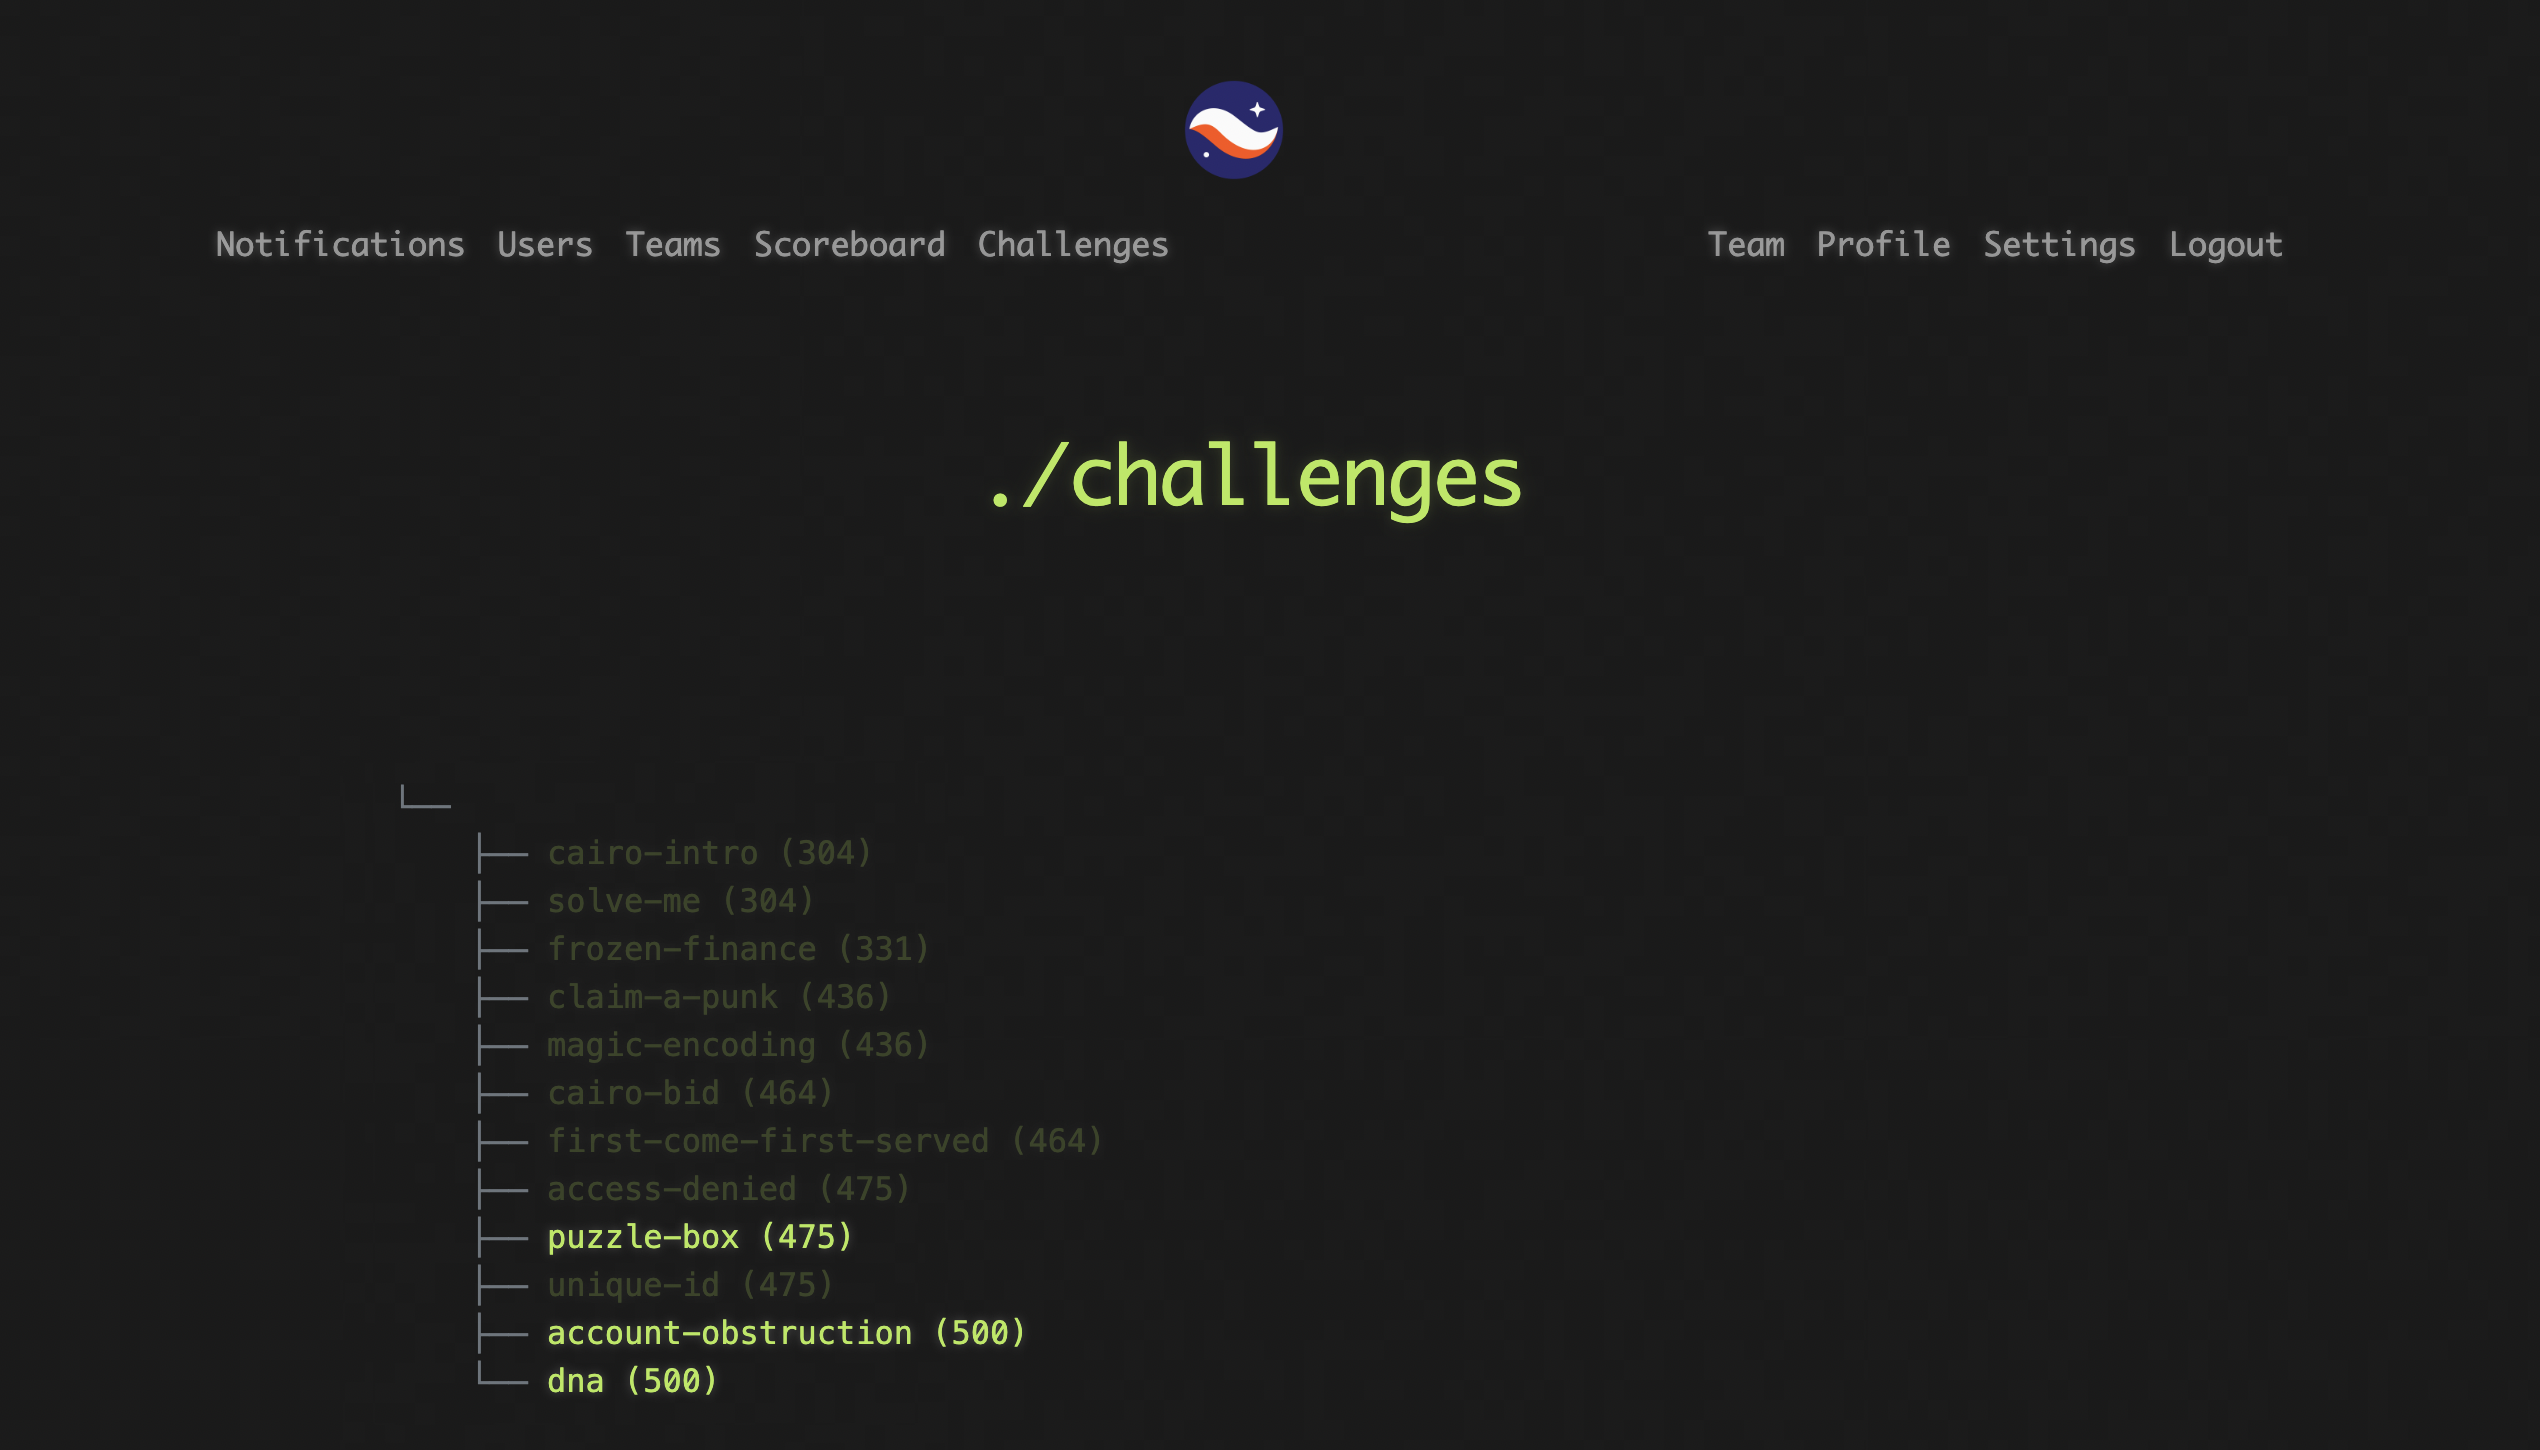 Notifications Users Teams Scoreboard Challenges Team Profile Settings Logout
./challenges
└──
├── cairo-intro (304)
├── solve-me (304)
├── frozen-finance (331)
├── claim-a-punk (436)
├── magic-encoding (436)
├── cairo-bid (464)
├── first-come-first-served (464)
├── access-denied (475)
├── puzzle-box (475)
├── unique-id (475)
├── account-obstruction (500)
└── dna (500)